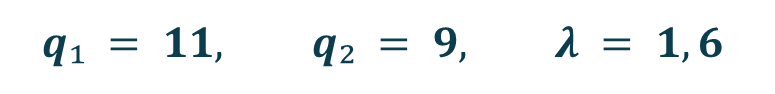 q₁ = 11, q₂ = 9, λ = 1,6